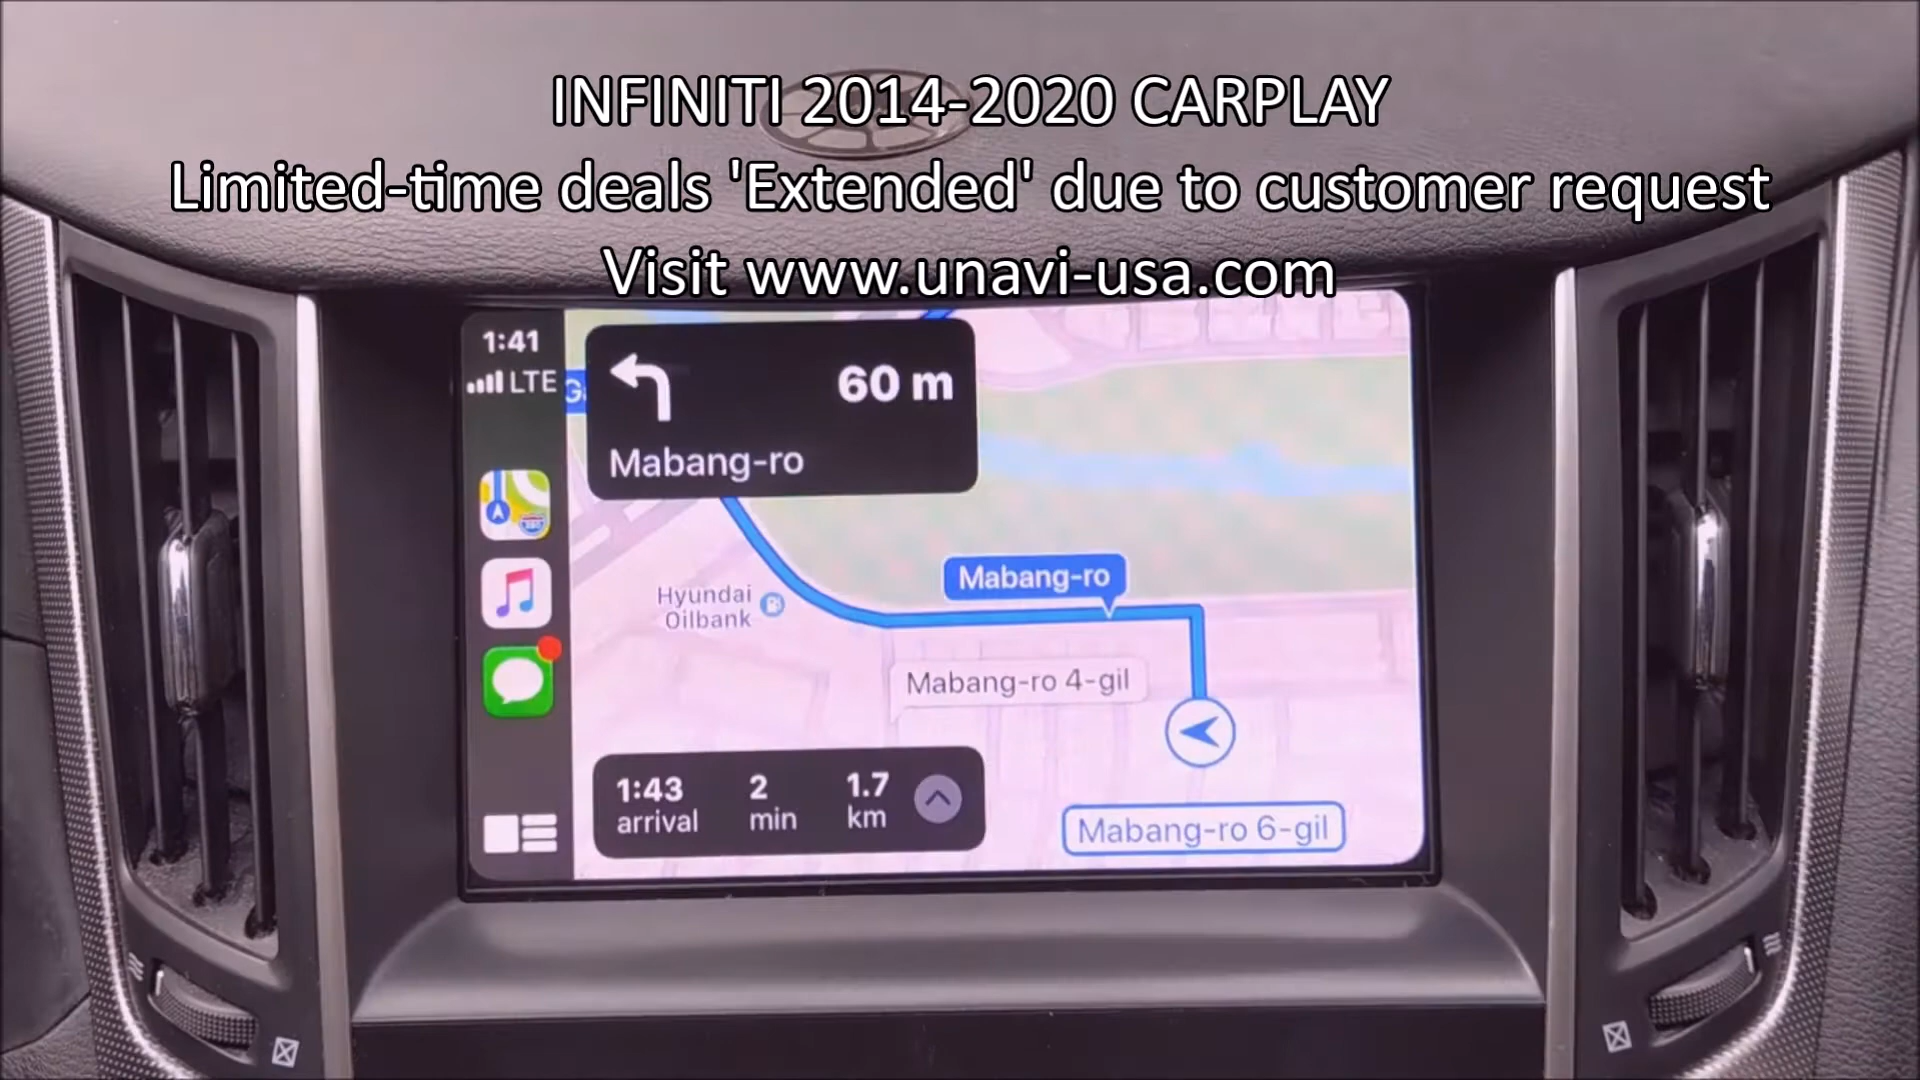 INFINITI 2014-2020 CARPLAY
Limited-time deals 'Extended' due to customer request
Visit www.unavi-usa.com
1:41
LTE
60 m
Mabang-ro
Mabang-ro
Hyundai
Oilbank
Mabang-ro 4-gil
1:43 2 1.7
arrival min km
Mabang-ro 6-gil